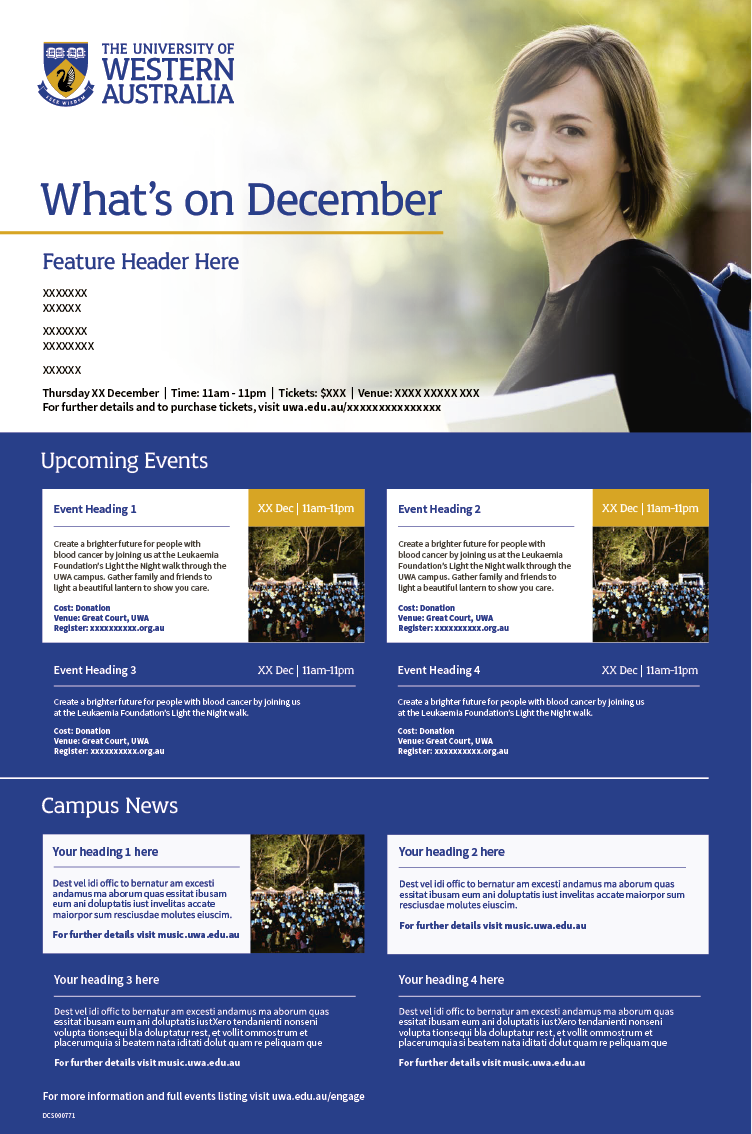 THE UNIVERSITY OF
WESTERN
AUSTRALIA
SEEK WISDOM
What's on December
Feature Header Here
XXXXXXX
XXXXXX
XXXXXXX
XXXXXXXX
XXXXXX
Thursday XX December | Time: 11am - 11pm | Tickets: $XXX | Venue: XXXX XXXXX XXX
For further details and to purchase tickets, visit uwa.edu.au/xxxxxxxxxxxxxxx
Upcoming Events
Event Heading 1
XX Dec | 11am-11pm
Create a brighter future for people with
blood cancer by joining us at the Leukaemia
Foundation's Light the Night walk through the
UWA campus. Gather family and friends to
light a beautiful lantern to show you care.
Cost: Donation
Venue: Great Court, UWA
Register: xxxxxxxxxx.org.au
Event Heading 2
XX Dec | 11am-11pm
Create a brighter future for people with
blood cancer by joining us at the Leukaemia
Foundation's Light the Night walk through the
UWA campus. Gather family and friends to
light a beautiful lantern to show you care.
Cost: Donation
Venue: Great Court, UWA
Register: xxxxxxxxxx.org.au
Event Heading 3
XX Dec | 11am-11pm
Create a brighter future for people with blood cancer by joining us
at the Leukaemia Foundation's Light the Night walk.
Cost: Donation
Venue: Great Court, UWA
Register: xxxxxxxxxx.org.au
Event Heading 4
XX Dec | 11am-11pm
Create a brighter future for people with blood cancer by joining us
at the Leukaemia Foundation's Light the Night walk.
Cost: Donation
Venue: Great Court, UWA
Register: xxxxxxxxxx.org.au
Campus News
Your heading 1 here
Dest vel idi offic to bernatur am excesti
andamus ma aborum quas essitat ibusam
eum ani doluptatis iust invelitas accate
maiorpor sum resciusdae molutes eiuscim.
For further details visit music.uwa.edu.au
Your heading 2 here
Dest vel idi offic to bernatur am excesti andamus ma aborum quas
essitat ibusam eum ani doluptatis iust invelitas accate maiorpor sum
resciusdae molutes eiuscim.
For further details visit music.uwa.edu.au
Your heading 3 here
Dest vel idi offic to bernatur am excesti andamus ma aborum quas
essitat ibusam eum ani doluptatis iustXero tendanienti nonseni
volupta tionsequi bla doluptatur rest, et vollit ommostrum et
placerumquia si beatem nata iditati dolut quam re peliquam que
For further details visit music.uwa.edu.au
Your heading 4 here
Dest vel idi offic to bernatur am excesti andamus ma aborum quas
essitat ibusam eum ani doluptatis iustXero tendanienti nonseni
volupta tionsequi bla doluptatur rest, et vollit ommostrum et
placerumquia si beatem nata iditati dolut quam re peliquam que
For further details visit music.uwa.edu.au
For more information and full events listing visit uwa.edu.au/engage
DCS000771